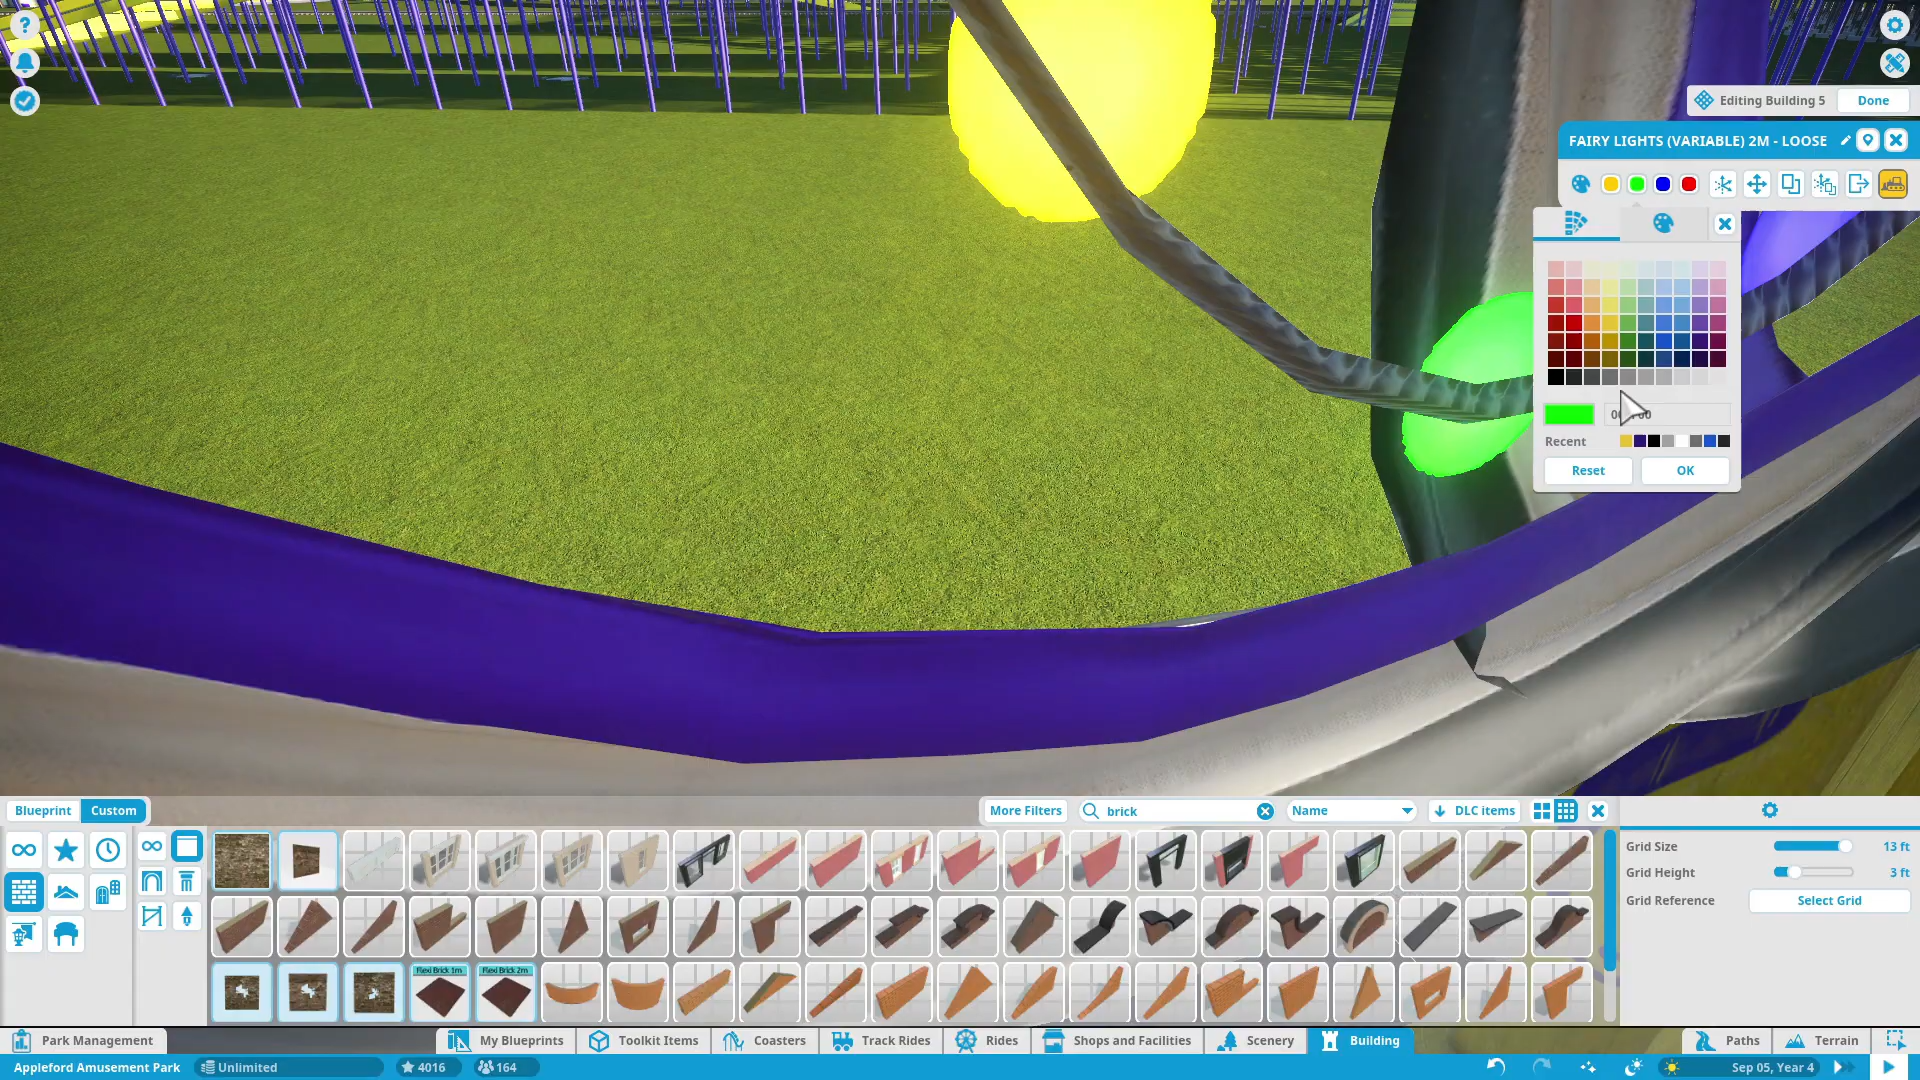 Editing Building 5
Done
FAIRY LIGHTS (VARIABLE) 2M - LOOSE
Recent
Reset
OK
Blueprint
Custom
More Filters
brick
Name
DLC items
Grid Size
13 ft
Grid Height
3 ft
Grid Reference
Select Grid
Flexi Brick 1m
Flexi Brick 2m
Park Management
My Blueprints
Toolkit Items
Coasters
Track Rides
Rides
Shops and Facilities
Scenery
Building
Paths
Terrain
Appleford Amusement Park
Unlimited
4016
164
Sep 05, Year 4